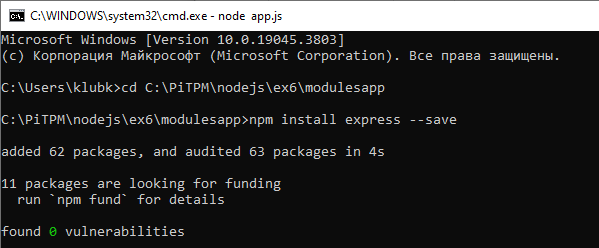 C:\WINDOWS\system32\cmd.exe - node app.js
Microsoft Windows [Version 10.0.19045.3803]
(c) Корпорация Майкрософт (Microsoft Corporation). Все права защищены.
C:\Users\klubk>cd C:\PiTPM\nodejs\ex6\modulesapp
C:\PiTPM\nodejs\ex6\modulesapp>npm install express --save
added 62 packages, and audited 63 packages in 4s
11 packages are looking for funding
  run `npm fund` for details
found 0 vulnerabilities